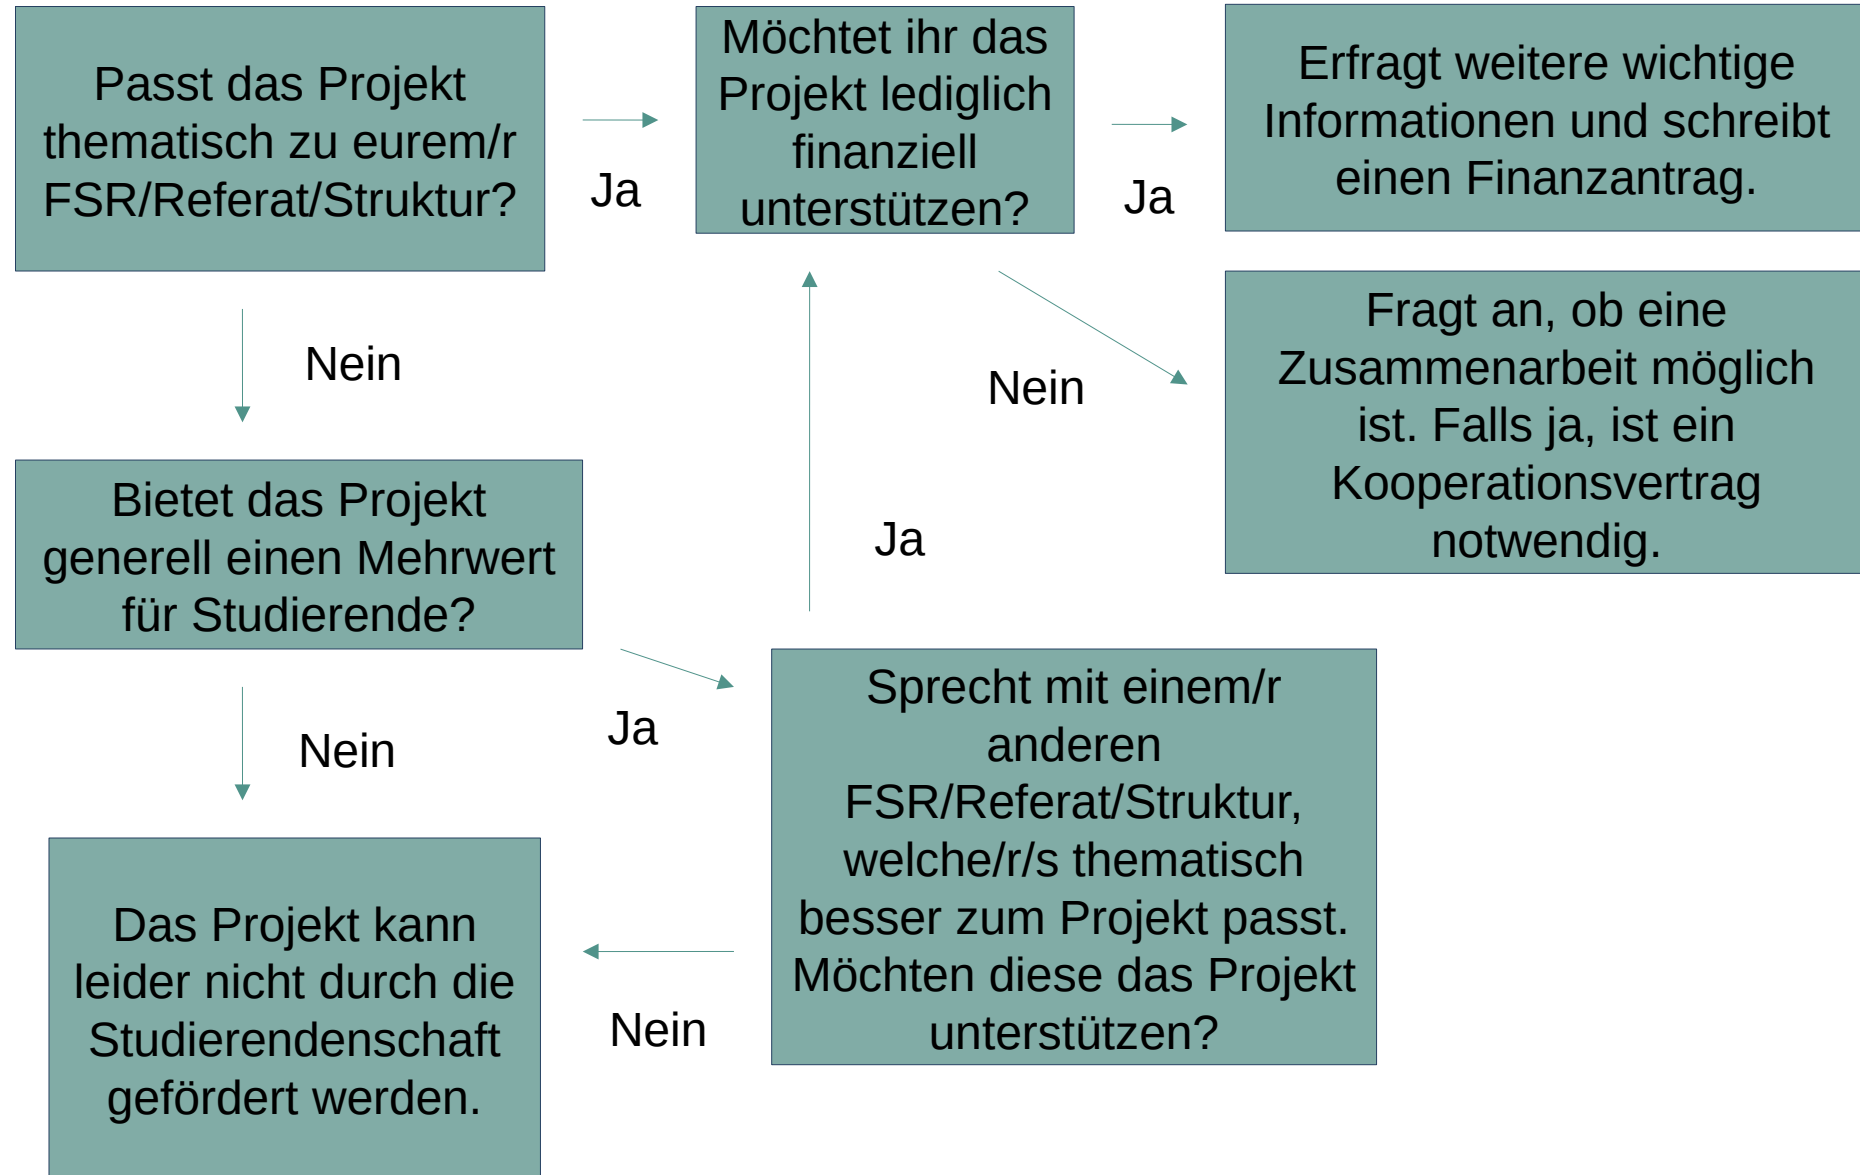 Passt das Projekt
thematisch zu eurem/r
FSR/Referat/Struktur?
Ja
Möchtet ihr das
Projekt lediglich
finanziell
unterstützen?
Ja
Erfragt weitere wichtige
Informationen und schreibt
einen Finanzantrag.
Nein
Nein
Fragt an, ob eine
Zusammenarbeit möglich
ist. Falls ja, ist ein
Kooperationsvertrag
notwendig.
Bietet das Projekt
generell einen Mehrwert
für Studierende?
Ja
Nein
Ja
Sprecht mit einem/r
anderen
FSR/Referat/Struktur,
welche/r/s thematisch
besser zum Projekt passt.
Möchten diese das Projekt
unterstützen?
Nein
Das Projekt kann
leider nicht durch die
Studierendenschaft
gefördert werden.